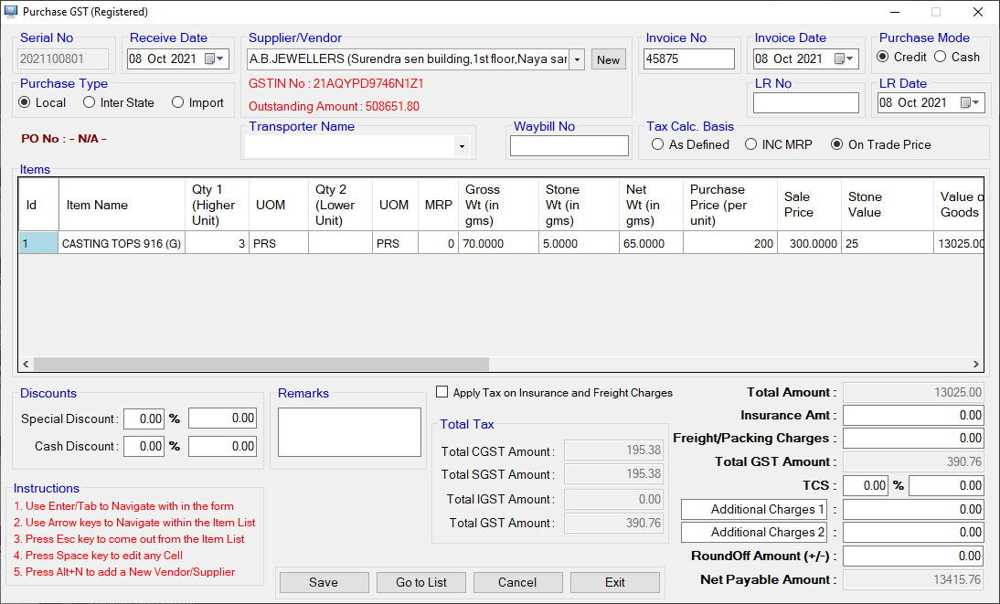 Purchase GST (Registered)
Serial No
2021100801
Receive Date
08 Oct 2021
Supplier/Vendor
A.B.JEWELLERS (Surendra sen building,1st floor,Naya sar
New
GSTIN No : 21AQYPD9746N1Z1
Outstanding Amount : 508651.80
Invoice No
45875
Invoice Date
08 Oct 2021
Purchase Mode
Credit Cash
Purchase Type
Local Inter State Import
LR No
LR Date
08 Oct 2021
PO No : - N/A -
Transporter Name
Waybill No
Tax Calc. Basis
As Defined INC MRP On Trade Price
Items
Id Item Name Qty 1 (Higher Unit) UOM Qty 2 (Lower Unit) UOM MRP Gross Wt (in gms) Stone Wt (in gms) Net Wt (in gms) Purchase Price (per unit) Sale Price Stone Value Value o Goods
1 CASTING TOPS 916 (G) 3 PRS PRS 0 70.0000 5.0000 65.0000 200 300.0000 25 13025.00
Discounts
Special Discount : 0.00 % 0.00
Cash Discount : 0.00 % 0.00
Remarks
Apply Tax on Insurance and Freight Charges
Total Tax
Total CGST Amount : 195.38
Total SGST Amount : 195.38
Total IGST Amount : 0.00
Total GST Amount : 390.76
Total Amount : 13025.00
Insurance Amt : 0.00
Freight/Packing Charges : 0.00
Total GST Amount : 390.76
TCS : 0.00 % 0.00
Additional Charges 1 : 0.00
Additional Charges 2 : 0.00
RoundOff Amount (+/-) : 0.00
Net Payable Amount : 13415.76
Instructions
1. Use Enter/Tab to Navigate with in the form
2. Use Arrow keys to Navigate within the Item List
3. Press Esc key to come out from the Item List
4. Press Space key to edit any Cell
5. Press Alt+N to add a New Vendor/Supplier
Save Go to List Cancel Exit